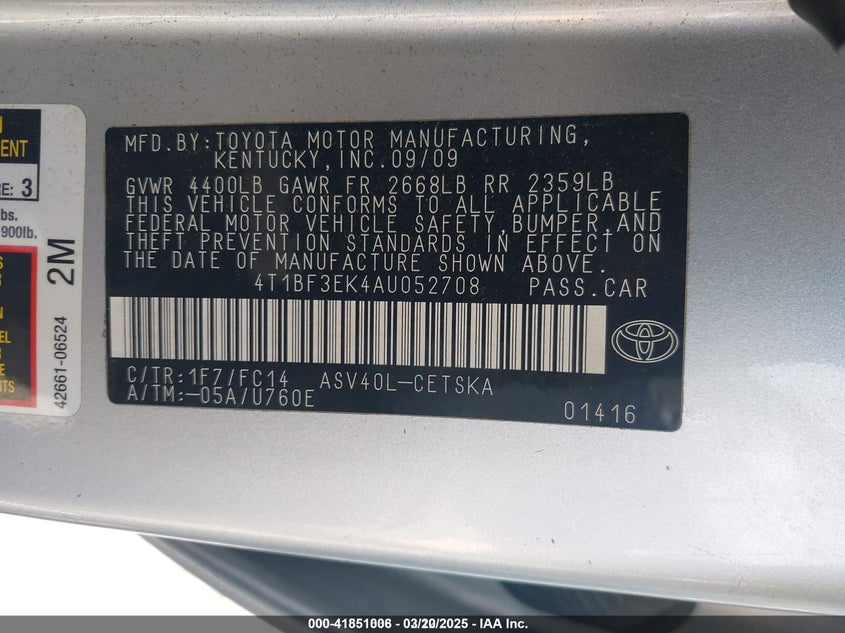 MFD.BY:TOYOTA MOTOR MANUFACTURING,
KENTUCKY,INC.09/09
GVWR 4400LB GAWR FR 2668LB RR 2359LB
THIS VEHICLE CONFORMS TO ALL APPLICABLE
FEDERAL MOTOR VEHICLE SAFETY,BUMPER,AND
THEFT PREVENTION STANDARDS IN EFFECT ON
THE DATE OF MANUFACTURE SHOWN ABOVE.
4T1BF3EK4AU052708 PASS.CAR
C/TR:1F7/FC14 ASV40L-CETSKA
A/TM:-05A/U760E
01416
3
lbs.
900lb.
2M
42661-06524
000-41851006 - 03/20/2025 - IAA Inc.